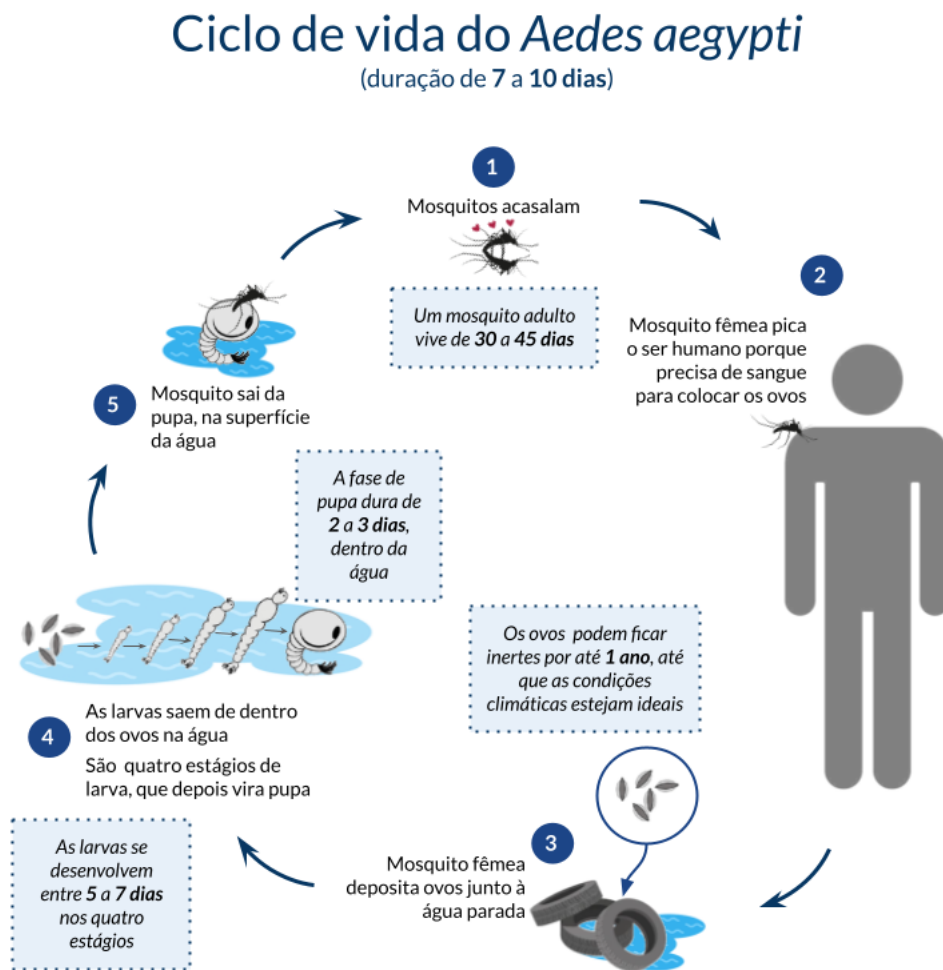 Ciclo de vida do Aedes aegypti
(duração de 7 a 10 dias)
1
Mosquitos acasalam
Um mosquito adulto
vive de 30 a 45 dias
2
Mosquito fêmea pica
o ser humano porque
precisa de sangue
para colocar os ovos
Os ovos podem ficar
inertes por até 1 ano, até
que as condições
climáticas estejam ideais
3
Mosquito fêmea
deposita ovos junto à
água parada
4
As larvas saem de dentro
dos ovos na água
São quatro estágios de
larva, que depois vira pupa
As larvas se
desenvolvem
entre 5 a 7 dias
nos quatro
estágios
A fase de
pupa dura de
2 a 3 dias,
dentro da
água
5
Mosquito sai da
pupa, na superfície
da água